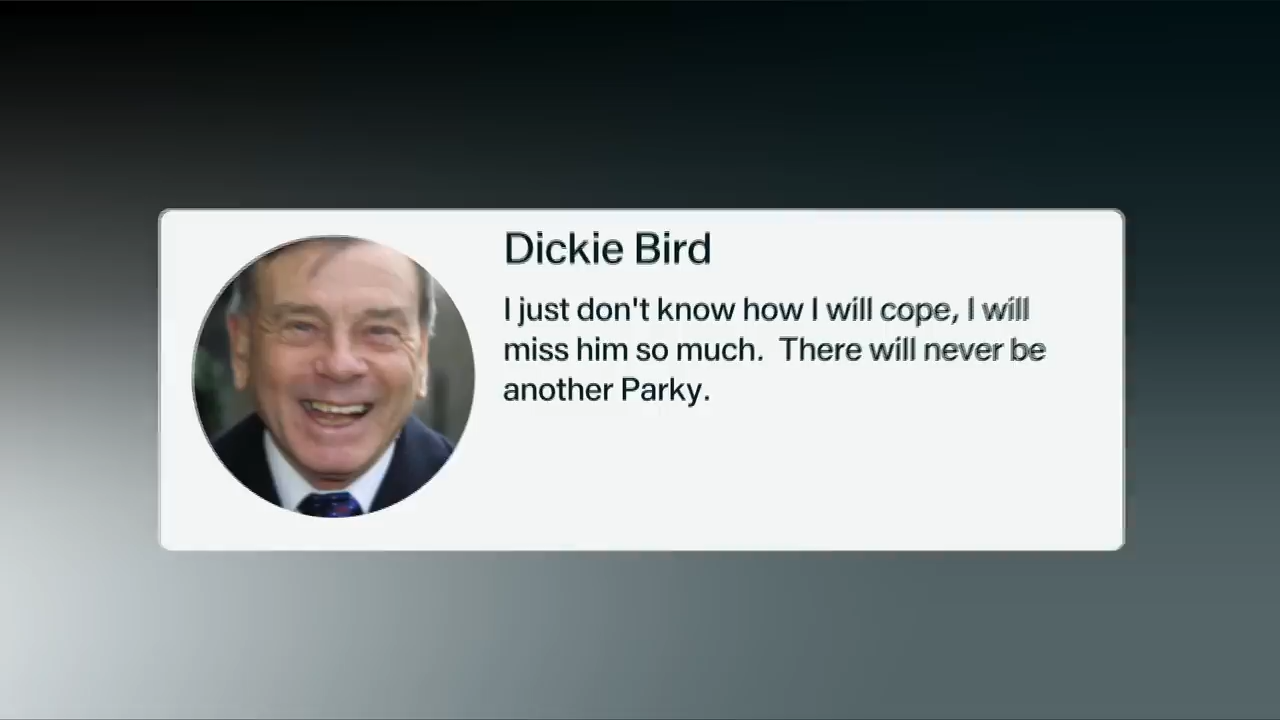 Dickie Bird
I just don't know how I will cope, I will
miss him so much.  There will never be
another Parky.